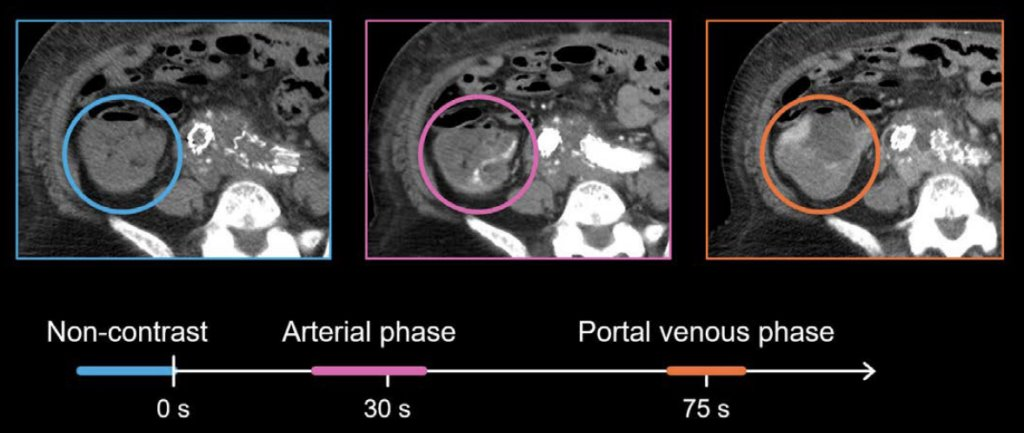 Non-contrast
Arterial phase
Portal venous phase
0 s
30 s
75 s